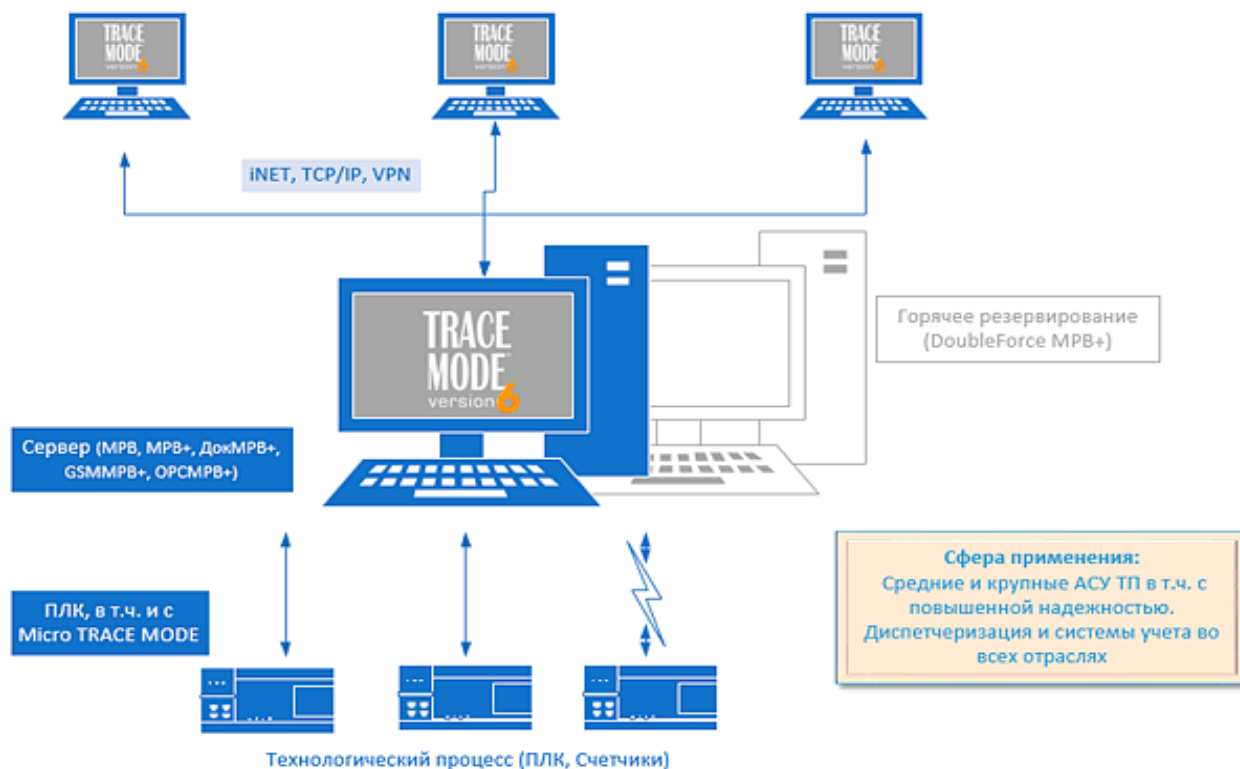 TRACE
MODE
version 6
TRACE
MODE
version 6
TRACE
MODE
version 6
iNET, TCP/IP, VPN
TRACE
MODE
version 6
Горячее резервирование
(DoubleForce МРВ+)
Сервер (МРВ, МРВ+, ДокМРВ+,
GSMМРВ+, OPCМРВ+)
ПЛК, в т.ч. и с
Micro TRACE MODE
Сфера применения:
Средние и крупные АСУ ТП в т.ч. с
повышенной надежностью.
Диспетчеризация и системы учета во
всех отраслях
Технологический процесс (ПЛК, Счетчики)